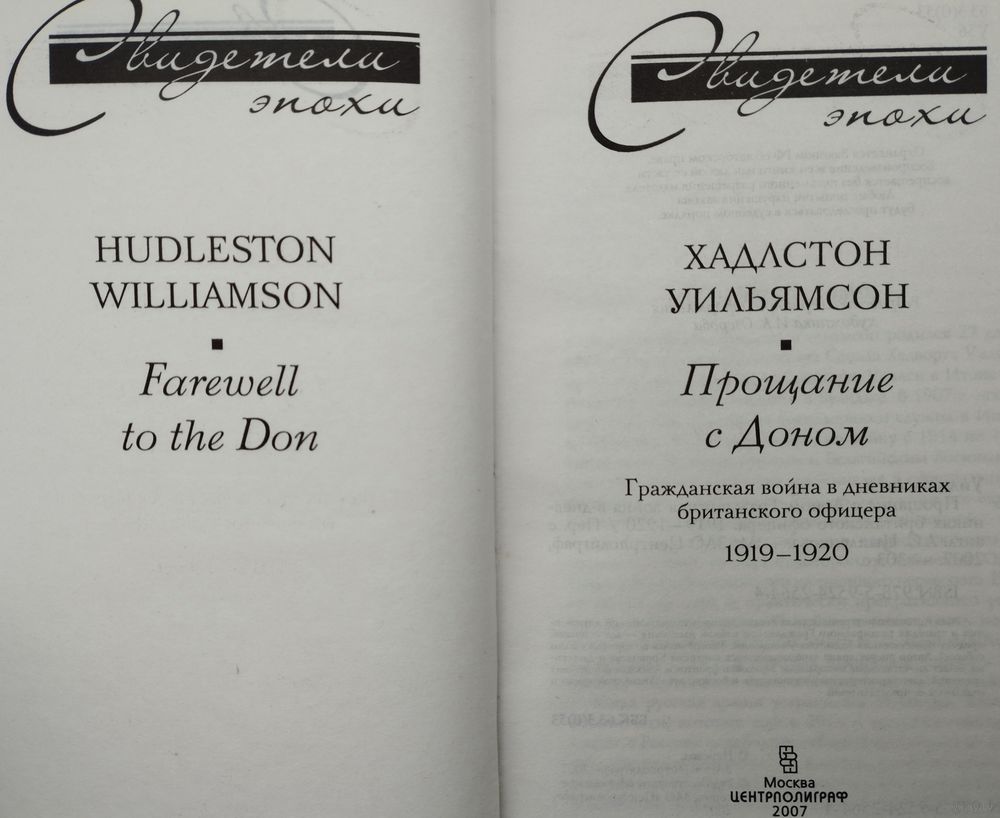 Свидетели
эпохи
HUDLESTON
WILLIAMSON
Farewell
to the Don
Свидетели
эпохи
ХАДЛСТОН
УИЛЬЯМСОН
Прощание
с Доном
Гражданская война в дневниках
британского офицера
1919–1920
Москва
ЦЕНТРПОЛИГРАФ
2007